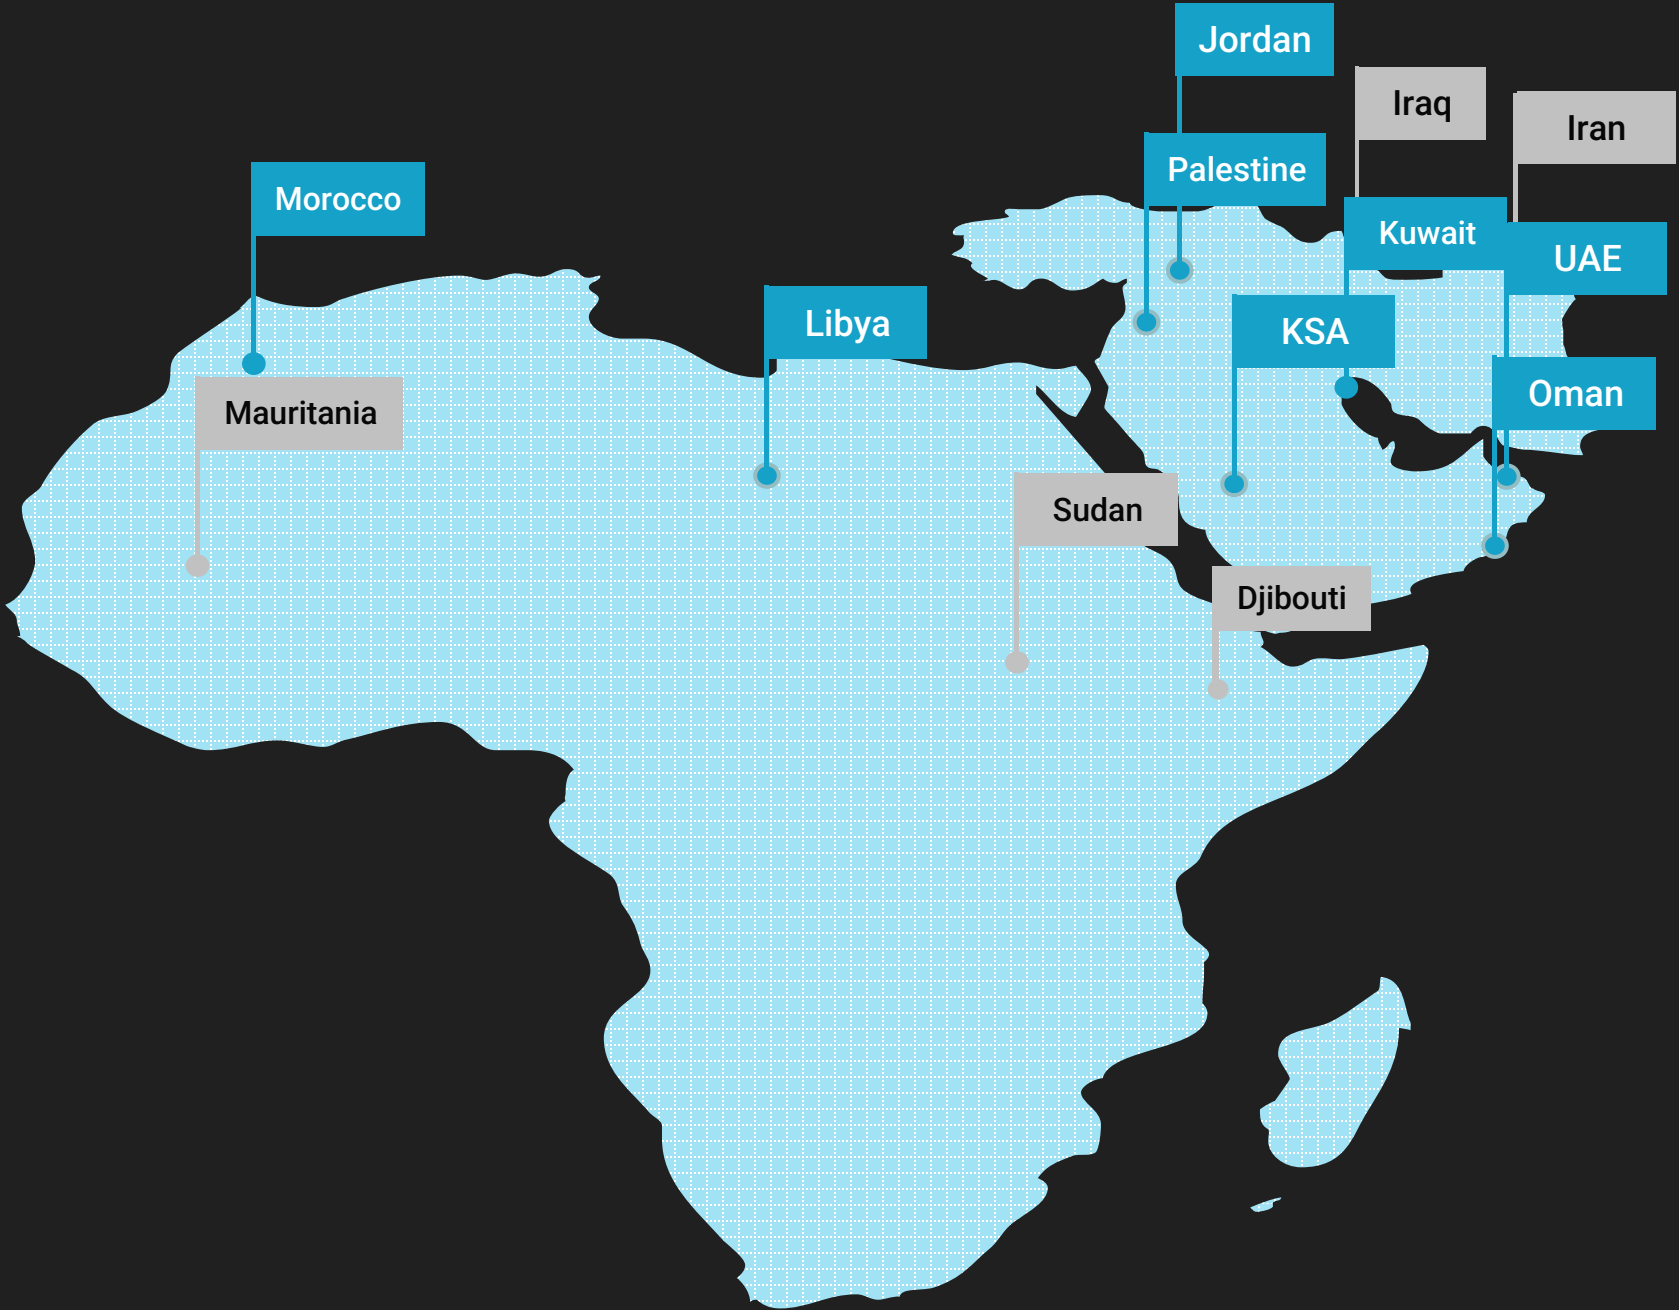 Jordan
Iraq
Iran
Palestine
Morocco
Kuwait
UAE
Libya
KSA
Oman
Mauritania
Sudan
Djibouti